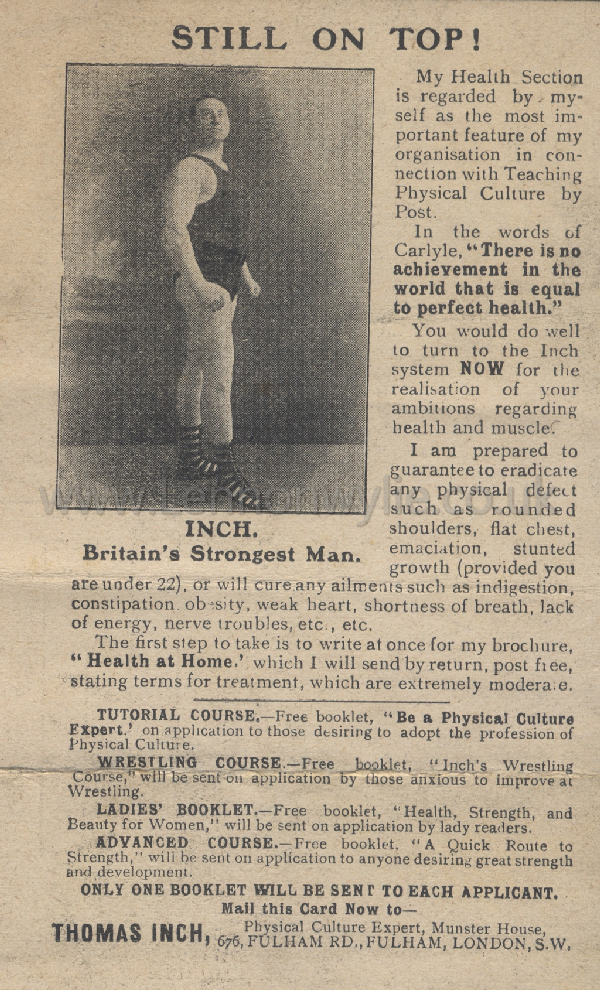 STILL ON TOP!
My Health Section
is regarded by my-
self as the most im-
portant feature of my
organisation in con-
nection with Teaching
Physical Culture by
Post.
In the words of
Carlyle, “There is no
achievement in the
world that is equal
to perfect health.”
You would do well
to turn to the Inch
system NOW for the
realisation of your
ambitions regarding
health and muscle.
I am prepared to
guarantee to eradicate
any physical defect
such as rounded
shoulders, flat chest,
emaciation, stunted
growth (provided you
INCH.
Britain's Strongest Man.
are under 22), or will cure any ailments such as indigestion,
constipation, obesity, weak heart, shortness of breath, lack
of energy, nerve troubles, etc., etc.
The first step to take is to write at once for my brochure,
“Health at Home.’ which I will send by return, post free,
stating terms for treatment, which are extremely moderate.
TUTORIAL COURSE.—Free booklet, “Be a Physical Culture
Expert.’ on application to those desiring to adopt the profession of
Physical Culture.
WRESTLING COURSE.—Free booklet, “Inch's Wrestling
Course,” will be sent on application by those anxious to improve at
Wrestling.
LADIES' BOOKLET.—Free booklet, “Health, Strength, and
Beauty for Women,” will be sent on application by lady readers.
ADVANCED COURSE.—Free booklet, “A Quick Route to
Strength,” will be sent on application to anyone desiring great strength
and development.
ONLY ONE BOOKLET WILL BE SENT TO EACH APPLICANT.
Mail this Card Now to—
THOMAS INCH, Physical Culture Expert, Munster House,
676, FULHAM RD., FULHAM, LONDON, S.W.